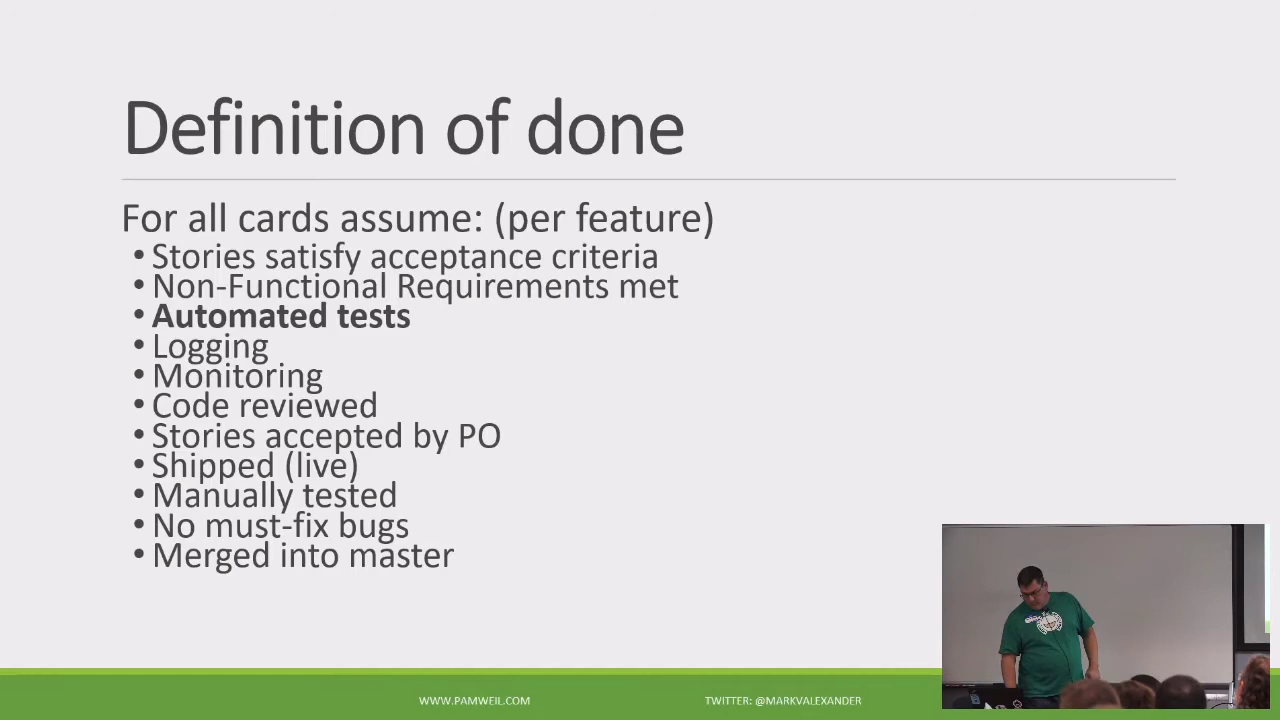 Definition of done
For all cards assume: (per feature)
• Stories satisfy acceptance criteria
• Non-Functional Requirements met
• Automated tests
• Logging
• Monitoring
• Code reviewed
• Stories accepted by PO
• Shipped (live)
• Manually tested
• No must-fix bugs
• Merged into master
WWW.PAMWEIL.COM
TWITTER: @MARKVALEXANDER